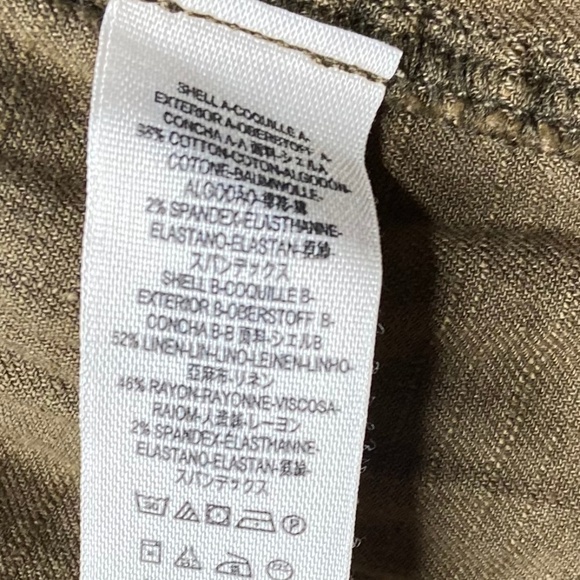 SHELL A-COQUILLE A-
EXTERIOR A-OBERSTOFF A-
CONCHA A-A 面料-シェルA
98% COTTON-COTON-ALGODÓN-
COTONE-BAUMWOLLE-
ALGODÃO-棉花-綿
2% SPANDEX-ELASTHANNE-
ELASTANO-ELASTAN-氨綸-
スパンデックス
SHELL B-COQUILLE B-
EXTERIOR B-OBERSTOFF B-
CONCHA B-B 面料-シェルB
52% LINEN-LIN-LINO-LEINEN-LINHO-
亞麻布-リネン
46% RAYON-RAYONNE-VISCOSA-
RAIOM-人造絲-レーヨン
2% SPANDEX-ELASTHANNE-
ELASTANO-ELASTAN-氨綸-
スパンデックス